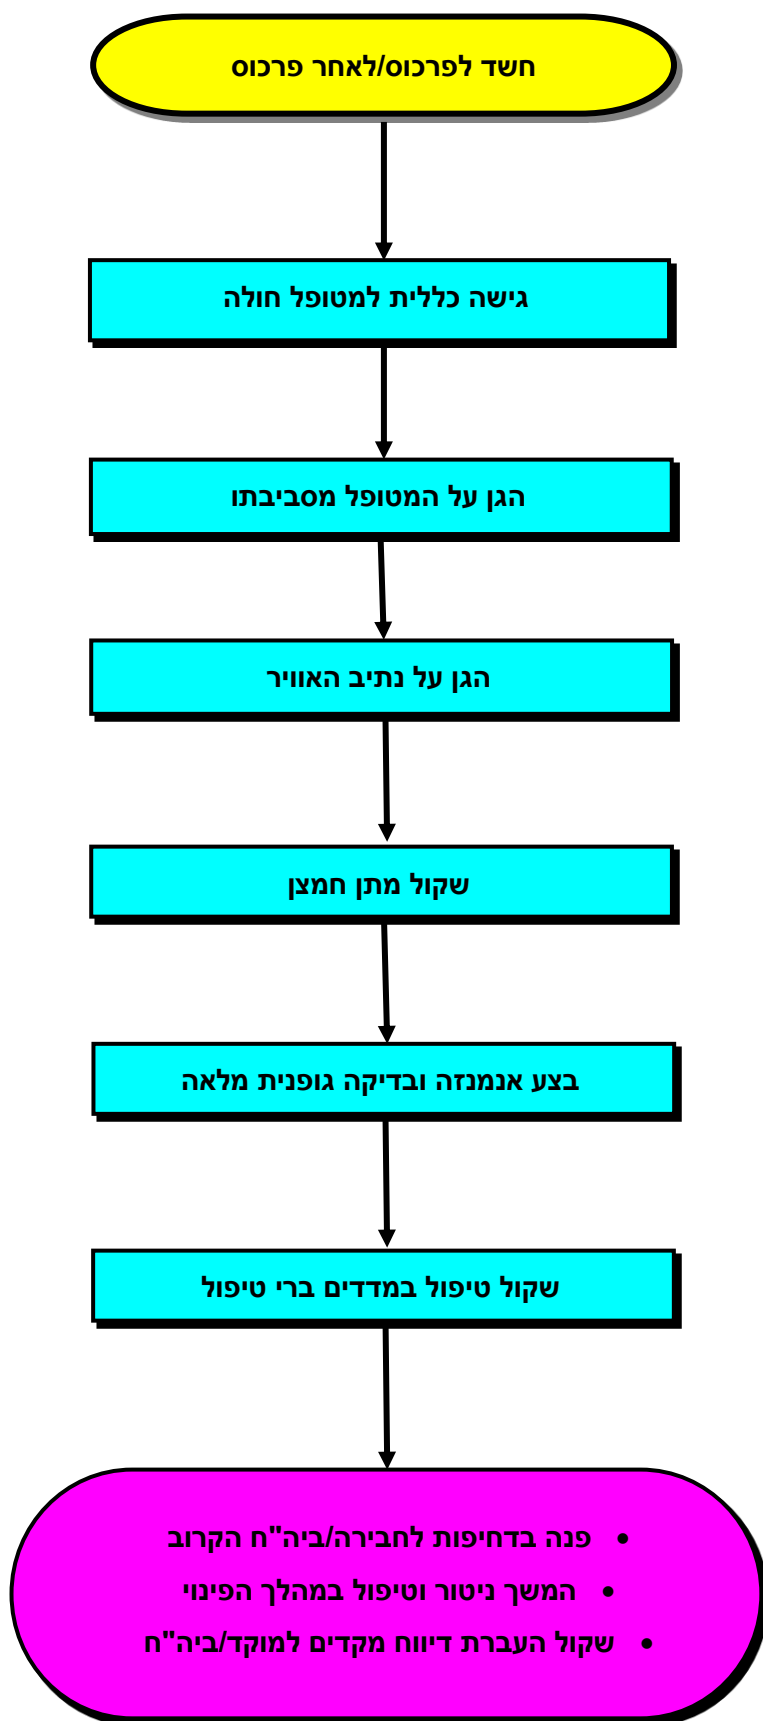 חשד לפרכוס/לאחר פרכוס
גישה כללית למטופל חולה
הגן על המטופל מסביבתו
הגן על נתיב האוויר
שקול מתן חמצן
בצע אנמנזה ובדיקה גופנית מלאה
שקול טיפול במדדים ברי טיפול
• פנה בדחיפות לחבירה/ביה"ח הקרוב
• המשך ניטור וטיפול במהלך הפינוי
• שקול העברת דיווח מקדים למוקד/ביה"ח